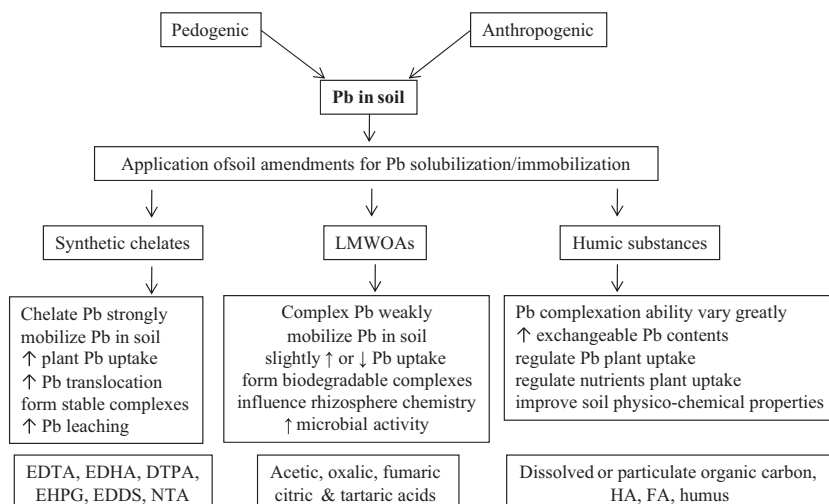 Pedogenic
Anthropogenic
Pb in soil
Application ofsoil amendments for Pb solubilization/immobilization
Synthetic chelates
LMWOAs
Humic substances
Chelate Pb strongly
mobilize Pb in soil
↑ plant Pb uptake
↑ Pb translocation
form stable complexes
↑ Pb leaching
Complex Pb weakly
mobilize Pb in soil
slightly ↑ or ↓ Pb uptake
form biodegradable complexes
influence rhizosphere chemistry
↑ microbial activity
Pb complexation ability vary greatly
↑ exchangeable Pb contents
regulate Pb plant uptake
regulate nutrients plant uptake
improve soil physico-chemical properties
EDTA, EDHA, DTPA,
EHPG, EDDS, NTA
Acetic, oxalic, fumaric
citric & tartaric acids
Dissolved or particulate organic carbon,
HA, FA, humus